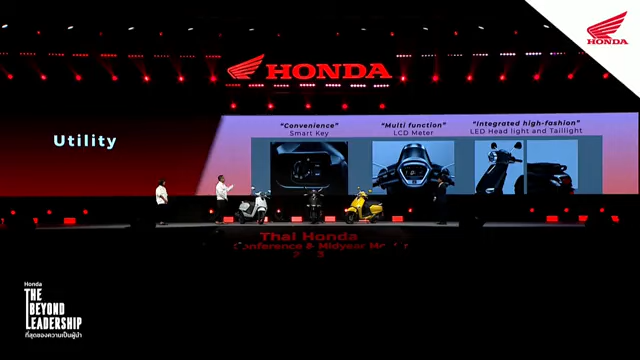 HONDA
HONDA
Utility
"Convenience"
Smart Key
"Multi function"
LCD Meter
"Integrated high-fashion"
LED Head light and Taillight
Thai Honda
Conference & Midyear
Honda
THE
BEYOND
LEADERSHIP
ที่สุดของความเป็นผู้นำ